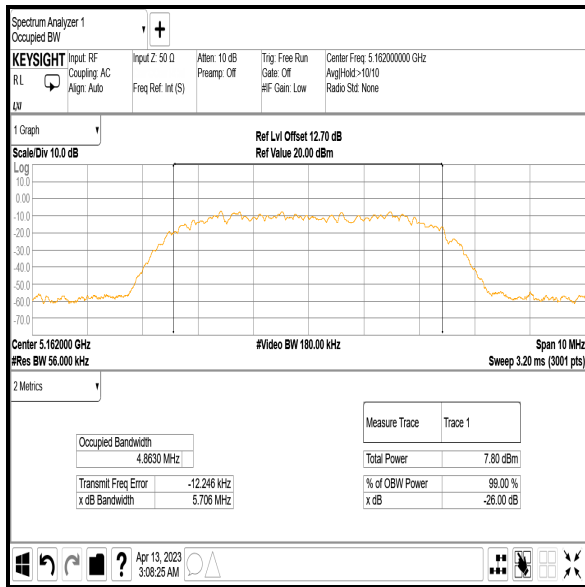 Spectrum Analyzer 1
Occupied BW
KEYSIGHT
RL
LXI
Input: RF
Coupling: AC
Align: Auto
Input Z: 50 Ω
Freq Ref: Int (S)
Atten: 10 dB
Preamp: Off
Trig: Free Run
Gate: Off
#IF Gain: Low
Center Freq: 5.162000000 GHz
Avg|Hold:>10/10
Radio Std: None
1 Graph
Scale/Div 10.0 dB
Ref Lvl Offset 12.70 dB
Ref Value 20.00 dBm
Log
10.0
0.00
-10.0
-20.0
-30.0
-40.0
-50.0
-60.0
-70.0
Center 5.162000 GHz
#Res BW 56.000 kHz
#Video BW 180.00 kHz
Span 10 MHz
Sweep 3.20 ms (3001 pts)
2 Metrics
Occupied Bandwidth
4.8630 MHz
Transmit Freq Error -12.246 kHz
x dB Bandwidth 5.706 MHz
Measure Trace Trace 1
Total Power 7.80 dBm
% of OBW Power 99.00 %
x dB -26.00 dB
?
Apr 13, 2023
3:08:25 AM